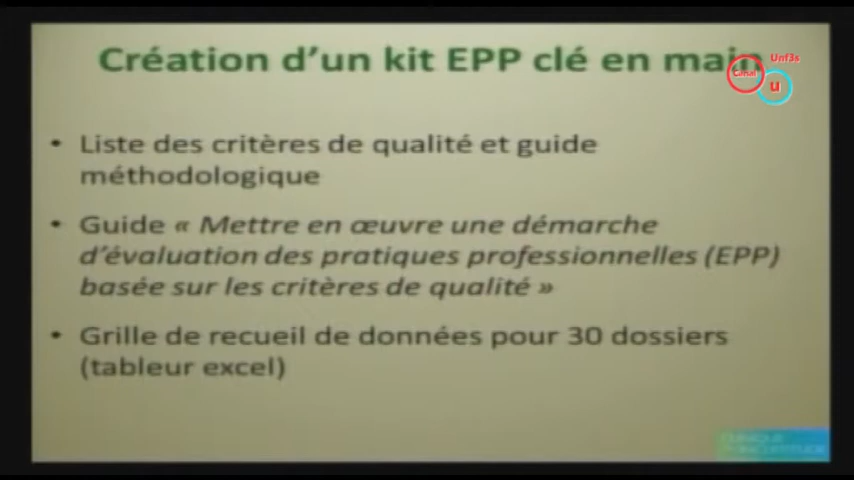 Création d'un kit EPP clé en main
Unf3s
Canal
u
• Liste des critères de qualité et guide
méthodologique
• Guide « Mettre en œuvre une démarche
d'évaluation des pratiques professionnelles (EPP)
basée sur les critères de qualité »
• Grille de recueil de données pour 30 dossiers
(tableur excel)